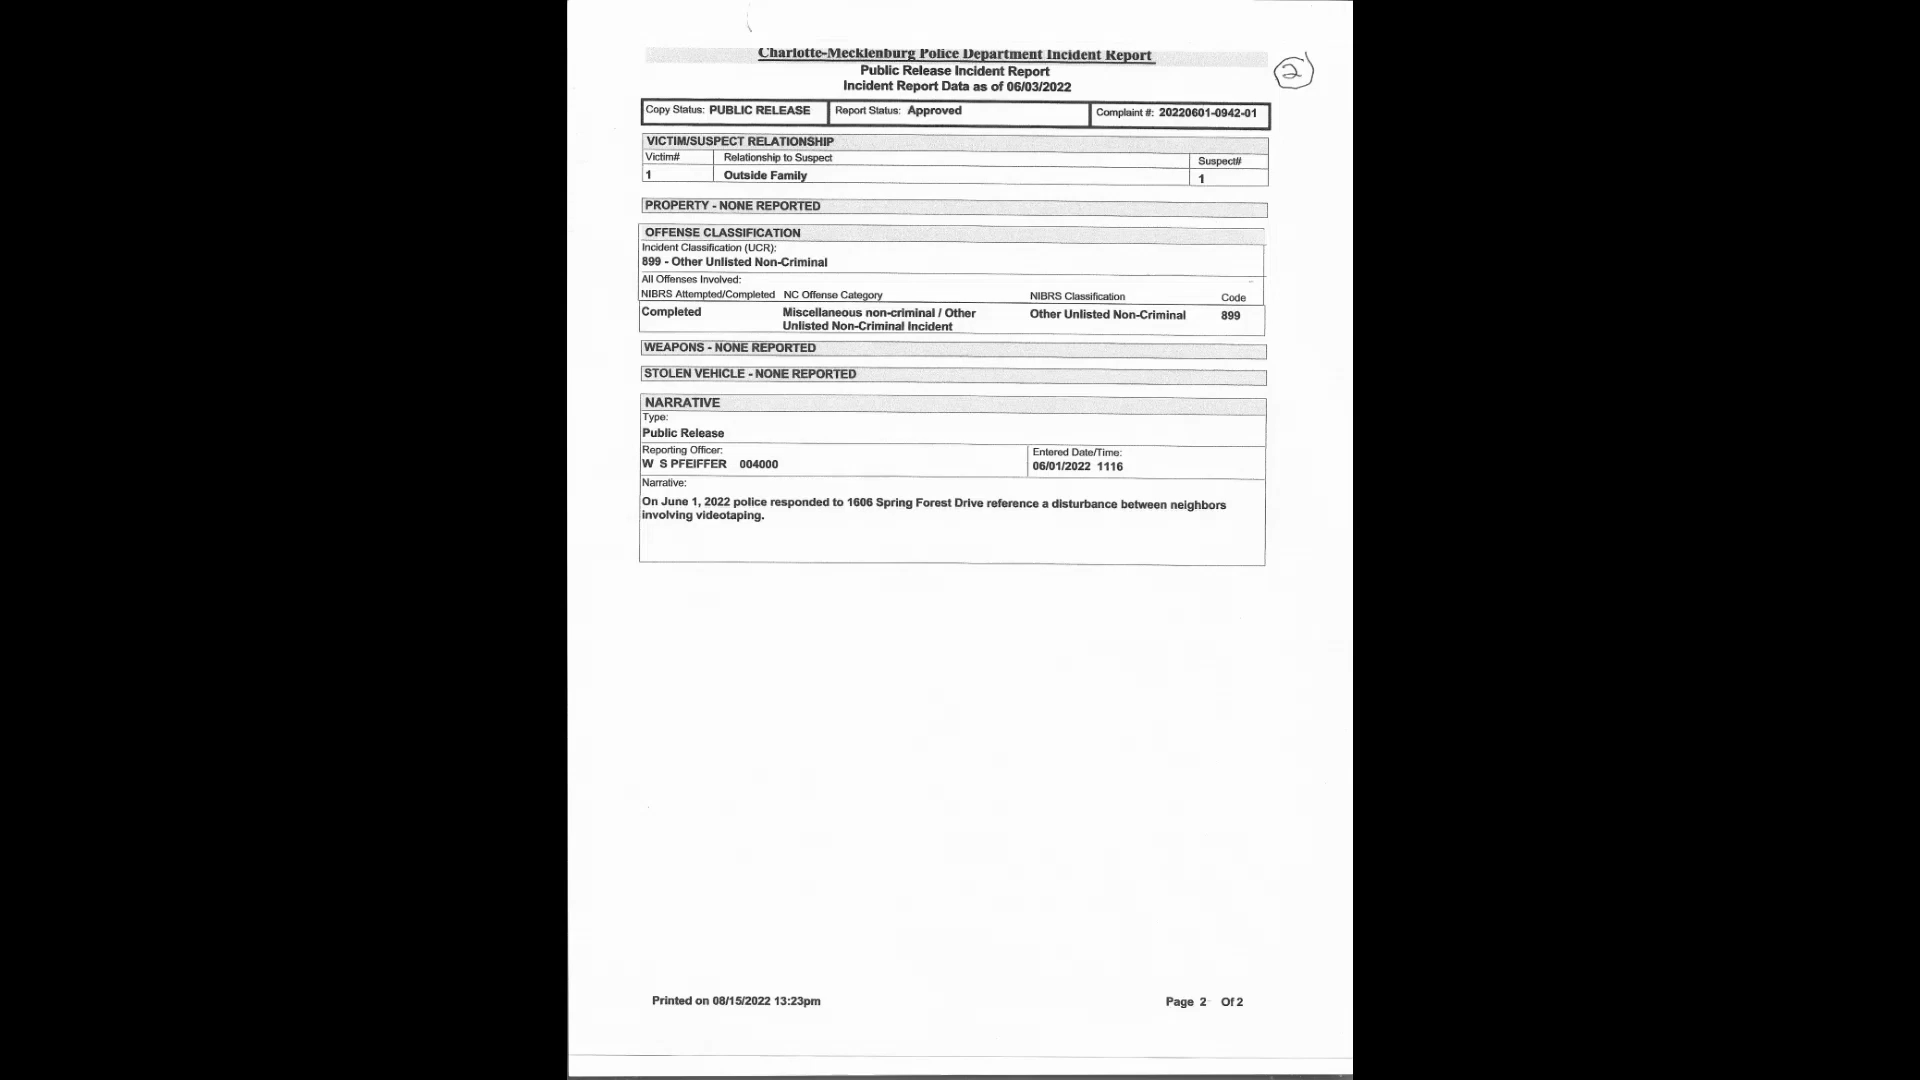 Charlotte-Mecklenburg Police Department Incident Report
Public Release Incident Report
2
Incident Report Data as of 06/03/2022
Copy Status: PUBLIC RELEASE Report Status: Approved Complaint #: 20220601-0942-01
VICTIM/SUSPECT RELATIONSHIP
Victim# Relationship to Suspect Suspect#
1 Outside Family 1
PROPERTY - NONE REPORTED
OFFENSE CLASSIFICATION
Incident Classification (UCR):
899 - Other Unlisted Non-Criminal
All Offenses Involved:
NIBRS Attempted/Completed NC Offense Category NIBRS Classification Code
Completed Miscellaneous non-criminal / Other Other Unlisted Non-Criminal 899
Unlisted Non-Criminal Incident
WEAPONS - NONE REPORTED
STOLEN VEHICLE - NONE REPORTED
NARRATIVE
Type:
Public Release
Reporting Officer: Entered Date/Time:
W S PFEIFFER 004000 06/01/2022 1116
Narrative:
On June 1, 2022 police responded to 1606 Spring Forest Drive reference a disturbance between neighbors
involving videotaping.
Printed on 08/15/2022 13:23pm Page 2 Of 2